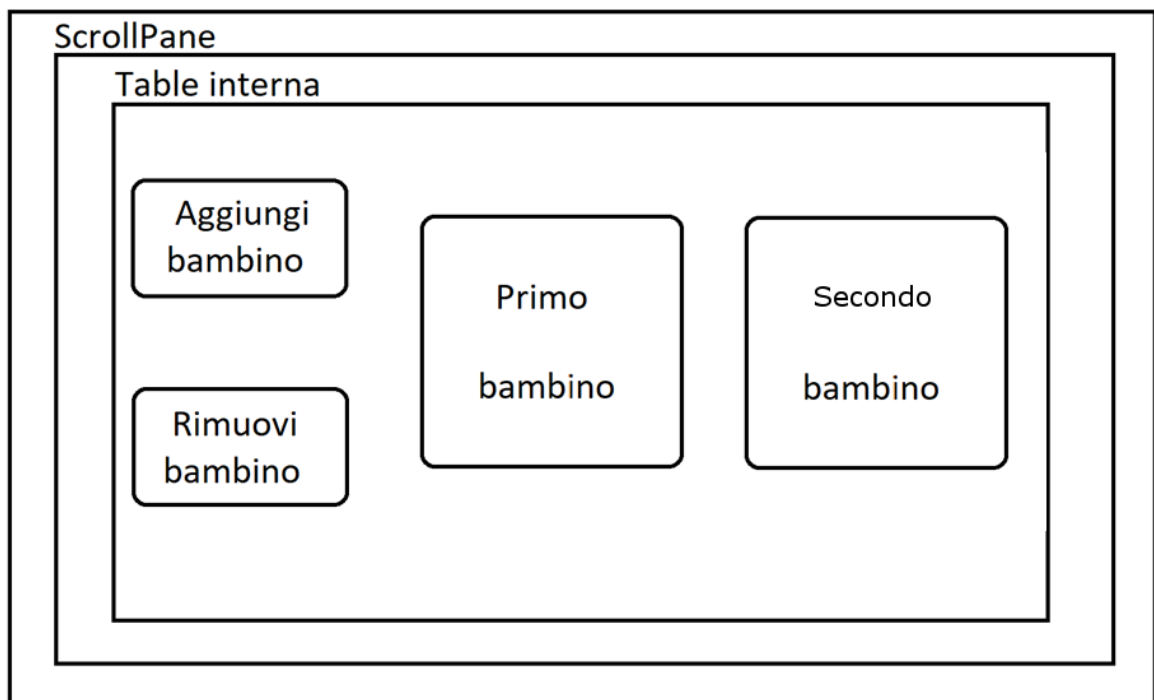 ScrollPane
Table interna
Aggiungi
bambino
Rimuovi
bambino
Primo
bambino
Secondo
bambino